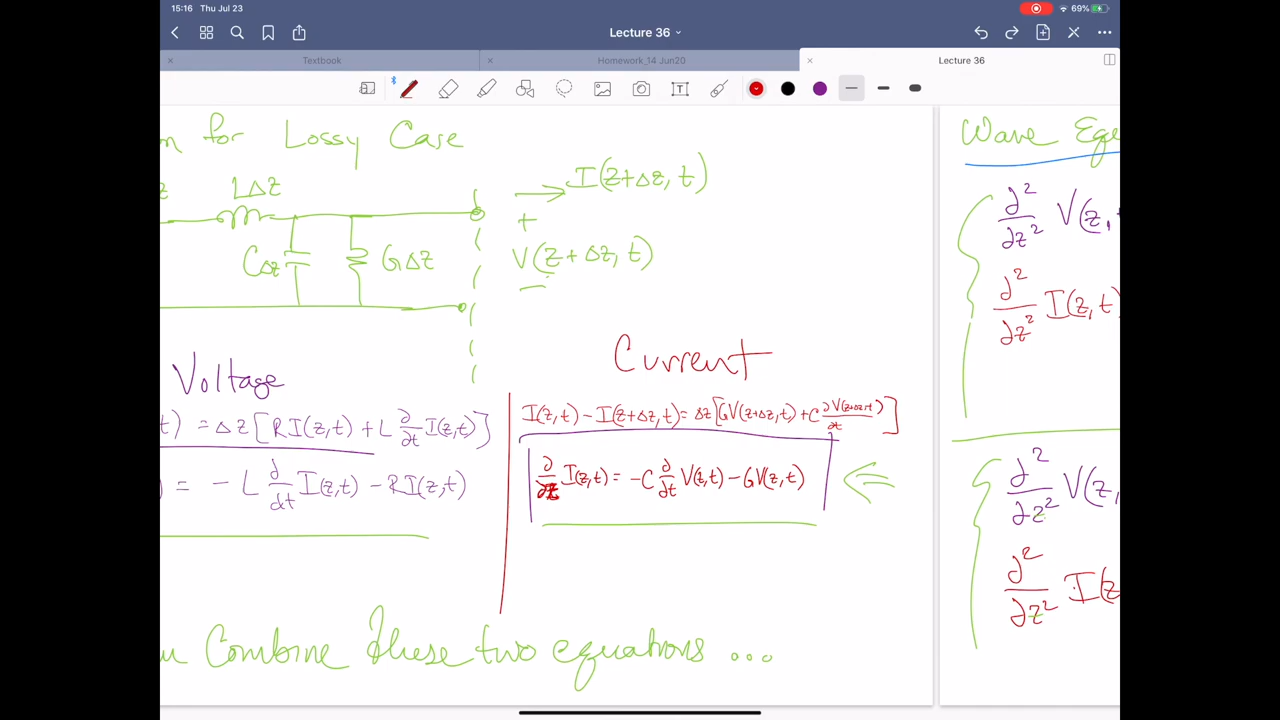 15:16 Thu Jul 23
69%
Lecture 36
Textbook
Homework_14 Jun20
Lecture 36
for Lossy Case
LΔz
CΔz
GΔz
I(z+Δz, t)
+
V(z+Δz, t)
−
Voltage
t) = Δz[RI(z,t) + L ∂/∂t I(z,t)]
) = −L ∂/∂t I(z,t) − RI(z,t)
Current
I(z,t) − I(z+Δz,t) = Δz[GV(z+Δz,t) + C ∂V(z+Δz,t)/∂t]
∂/∂z I(z,t) = −C ∂/∂t V(z,t) − GV(z,t)
Combine these two equations ...
Wave Equ
∂²/∂z² V(z,t
∂²/∂z² I(z,t)
∂²/∂z² V(z,
∂²/∂z² I(z